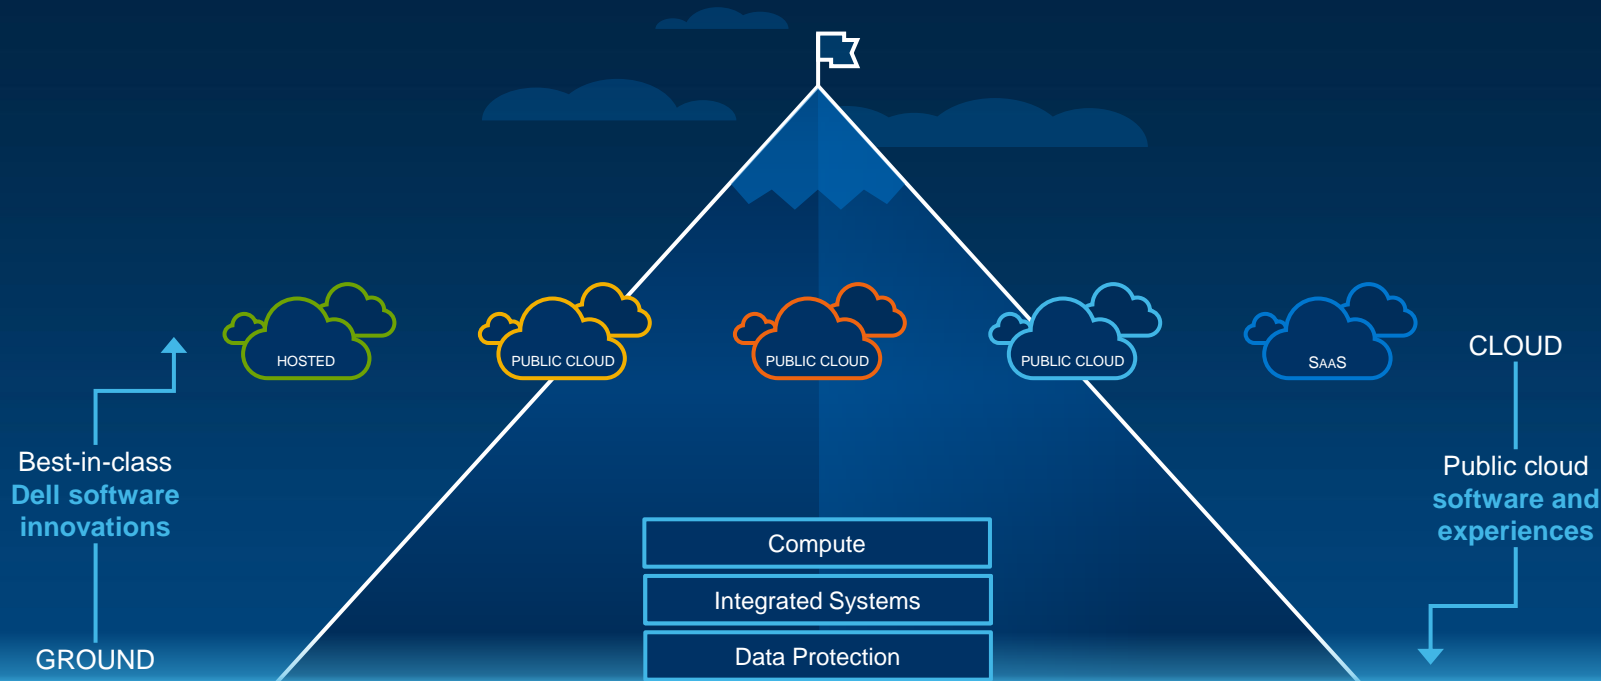 HOSTED
PUBLIC CLOUD
PUBLIC CLOUD
PUBLIC CLOUD
SaaS
CLOUD
Best-in-class
Dell software
innovations
GROUND
Public cloud
software and
experiences
Compute
Integrated Systems
Data Protection